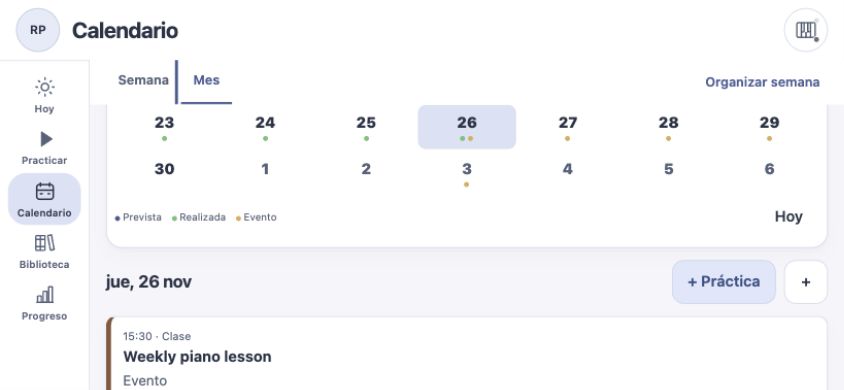 RP
Calendario
Semana
Mes
Organizar semana
Hoy
Practicar
Calendario
Biblioteca
Progreso
23 24 25 26 27 28 29
30 1 2 3 4 5 6
Prevista Realizada Evento
Hoy
jue, 26 nov
+ Práctica
+
15:30 · Clase
Weekly piano lesson
Evento